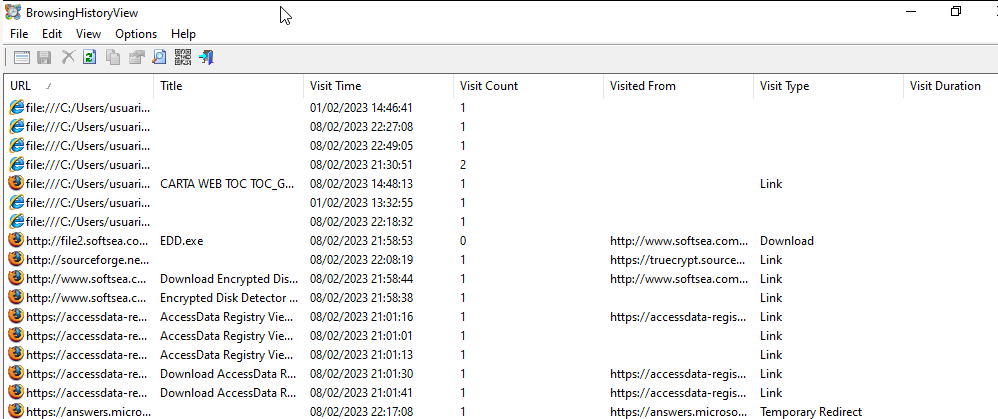 BrowsingHistoryView
File Edit View Options Help
URL Title Visit Time Visit Count Visited From Visit Type Visit Duration
file:///C:/Users/usuari... 01/02/2023 14:46:41 1
file:///C:/Users/usuari... 08/02/2023 22:27:08 1
file:///C:/Users/usuari... 08/02/2023 22:49:05 1
file:///C:/Users/usuari... 08/02/2023 21:30:51 2
file:///C:/Users/usuari... CARTA WEB TOC TOC_G... 08/02/2023 14:48:13 1 Link
file:///C:/Users/usuari... 01/02/2023 13:32:55 1
file:///C:/Users/usuari... 08/02/2023 22:18:32 1
http://file2.softsea.co... EDD.exe 08/02/2023 21:58:53 0 http://www.softsea.com... Download
http://sourceforge.ne... 08/02/2023 22:08:19 1 https://truecrypt.source... Link
http://www.softsea.c... Download Encrypted Dis... 08/02/2023 21:58:44 1 http://www.softsea.com... Link
http://www.softsea.c... Encrypted Disk Detector ... 08/02/2023 21:58:38 1 Link
https://accessdata-re... AccessData Registry Vie... 08/02/2023 21:01:16 1 https://accessdata-regis... Link
https://accessdata-re... AccessData Registry Vie... 08/02/2023 21:01:01 1 Link
https://accessdata-re... AccessData Registry Vie... 08/02/2023 21:01:13 1 Link
https://accessdata-re... Download AccessData R... 08/02/2023 21:01:30 1 https://accessdata-regis... Link
https://accessdata-re... Download AccessData R... 08/02/2023 21:01:41 1 https://accessdata-regis... Link
https://answers.micro... 08/02/2023 22:17:08 1 https://answers.microso... Temporary Redirect